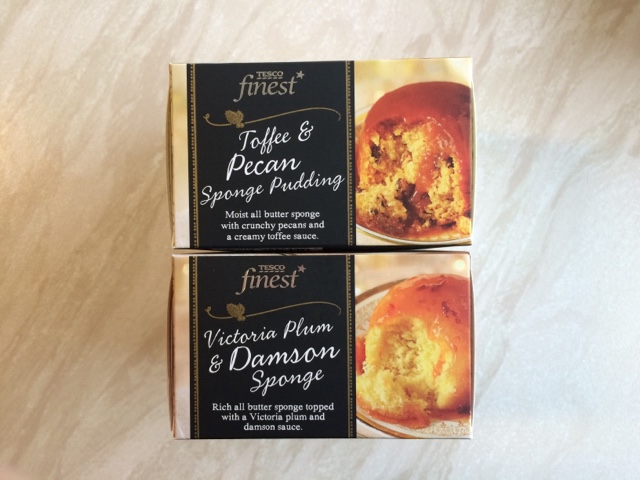 TESCO
finest*
Toffee &
Pecan
Sponge Pudding
Moist all butter sponge
with crunchy pecans and
a creamy toffee sauce.
TESCO
finest*
Victoria Plum
& Damson
Sponge
Rich all butter sponge topped
with a Victoria plum and
damson sauce.